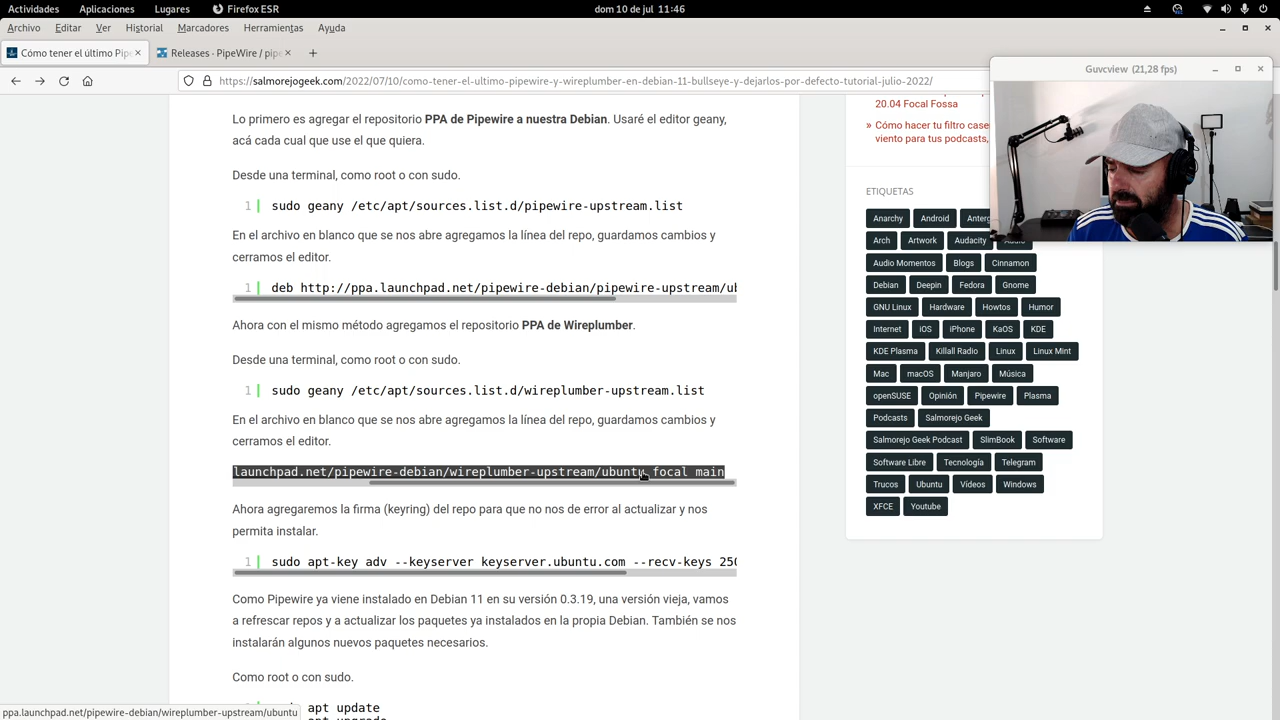 Actividades Aplicaciones Lugares Firefox ESR dom 10 de jul 11:46
Archivo Editar Ver Historial Marcadores Herramientas Ayuda
Cómo tener el último Pipe Releases · PipeWire / pip
https://salmorejogeek.com/2022/07/10/como-tener-el-ultimo-pipewire-y-wireplumber-en-debian-11-bullseye-y-dejarlos-por-defecto-tutorial-julio-2022/
Guvcview (21,28 fps)
Lo primero es agregar el repositorio PPA de Pipewire a nuestra Debian. Usaré el editor geany,
acá cada cual que use el que quiera.
Desde una terminal, como root o con sudo.
1 sudo geany /etc/apt/sources.list.d/pipewire-upstream.list
En el archivo en blanco que se nos abre agregamos la línea del repo, guardamos cambios y
cerramos el editor.
1 deb http://ppa.launchpad.net/pipewire-debian/pipewire-upstream/ub
Ahora con el mismo método agregamos el repositorio PPA de Wireplumber.
Desde una terminal, como root o con sudo.
1 sudo geany /etc/apt/sources.list.d/wireplumber-upstream.list
En el archivo en blanco que se nos abre agregamos la línea del repo, guardamos cambios y
cerramos el editor.
launchpad.net/pipewire-debian/wireplumber-upstream/ubuntu focal main
Ahora agregaremos la firma (keyring) del repo para que no nos de error al actualizar y nos
permita instalar.
1 sudo apt-key adv --keyserver keyserver.ubuntu.com --recv-keys 250
Como Pipewire ya viene instalado en Debian 11 en su versión 0.3.19, una versión vieja, vamos
a refrescar repos y a actualizar los paquetes ya instalados en la propia Debian. También se nos
instalarán algunos nuevos paquetes necesarios.
Como root o con sudo.
apt update
20.04 Focal Fossa
» Cómo hacer tu filtro case
viento para tus podcasts,
ETIQUETAS
Anarchy Android Anterg
Arch Artwork Audacity Audio
Audio Momentos Blogs Cinnamon
Debian Deepin Fedora Gnome
GNU Linux Hardware Howtos Humor
Internet iOS iPhone KaOS KDE
KDE Plasma Killall Radio Linux Linux Mint
Mac macOS Manjaro Música
openSUSE Opinión Pipewire Plasma
Podcasts Salmorejo Geek
Salmorejo Geek Podcast SlimBook Software
Software Libre Tecnología Telegram
Trucos Ubuntu Vídeos Windows
XFCE Youtube
ppa.launchpad.net/pipewire-debian/wireplumber-upstream/ubuntu